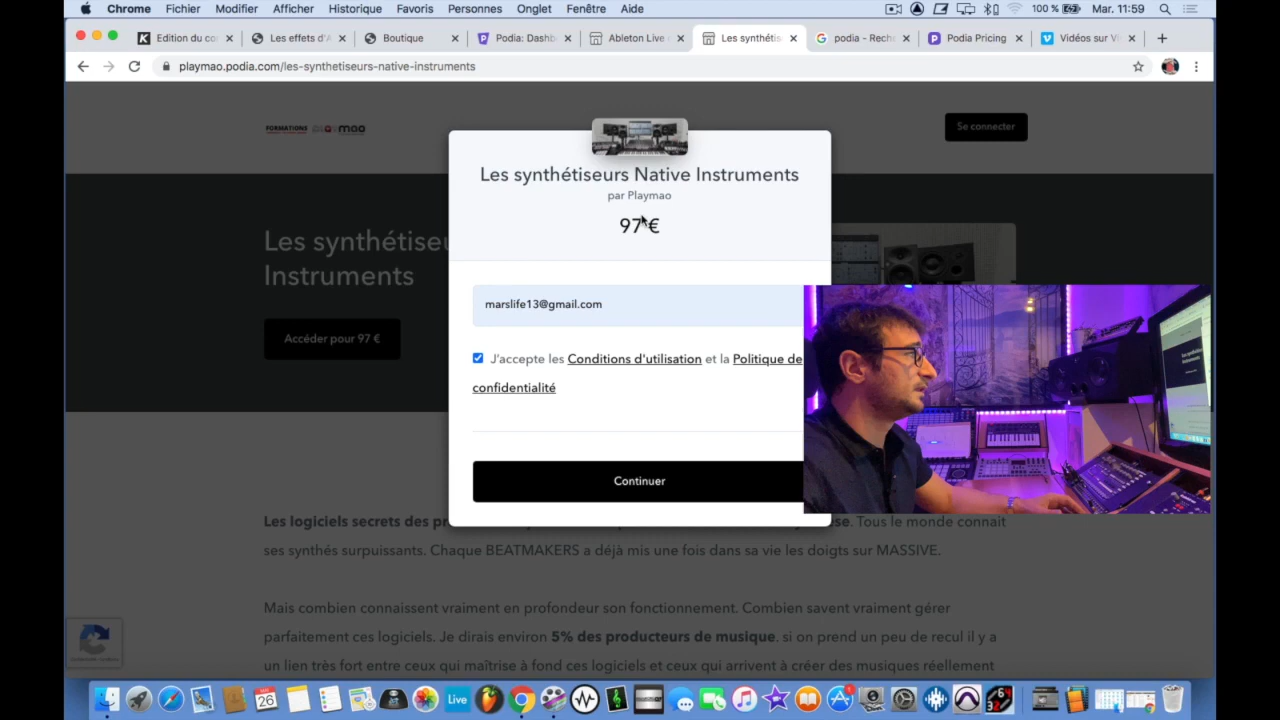 Chrome Fichier Modifier Afficher Historique Favoris Personnes Onglet Fenêtre Aide 100 % Mar. 11:59
Edition du co Les effets d'A Boutique Podia: Dashb Ableton Live Les synthétis podia - Rech Podia Pricing Vidéos sur Vi
playmao.podia.com/les-synthetiseurs-native-instruments
FORMATIONS
Se connecter
Les synthétiseurs Native Instruments
par Playmao
97 €
Les synthétiseu
Instruments
Accéder pour 97 €
marslife13@gmail.com
J'accepte les Conditions d'utilisation et la Politique de
confidentialité
Continuer
Les logiciels secrets des pr se. Tous le monde connait
ses synthés surpuissants. Chaque BEATMAKERS a déjà mis une fois dans sa vie les doigts sur MASSIVE.
Mais combien connaissent vraiment en profondeur son fonctionnement. Combien savent vraiment gérer
parfaitement ces logiciels. Je dirais environ 5% des producteurs de musique. si on prend un peu de recul il y a
un lien très fort entre ceux qui maîtrise à fond ces logiciels et ceux qui arrivent à créer des musiques réellement
26 Live